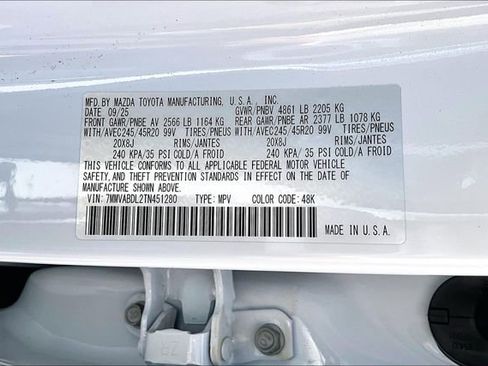 MFD. BY MAZDA TOYOTA MANUFACTURING, U.S.A., INC.
DATE: 09/25 GVWR/PNBV 4861 LB 2205 KG
FRONT GAWR/PNBE AV 2566 LB 1164 KG REAR GAWR/PNBE AR 2377 LB 1078 KG
WITH/AVEC245/45R20 99V TIRES/PNEUS WITH/AVEC245/45R20 99V TIRES/PNEUS
20X8J RIMS/JANTES 20X8J RIMS/JANTES
240 KPA/35 PSI COLD/A FROID 240 KPA/35 PSI COLD/A FROID
THIS VEHICLE CONFORMS TO ALL APPLICABLE FEDERAL MOTOR VEHICLE
SAFETY, AND THEFT PREVENTION STANDARDS IN EFFECT ON THE DATE OF
MANUFACTURE SHOWN ABOVE.
VIN: 7MMVABDL2TN451280 TYPE: MPV COLOR CODE: 48K
MADE IN U.S.A.